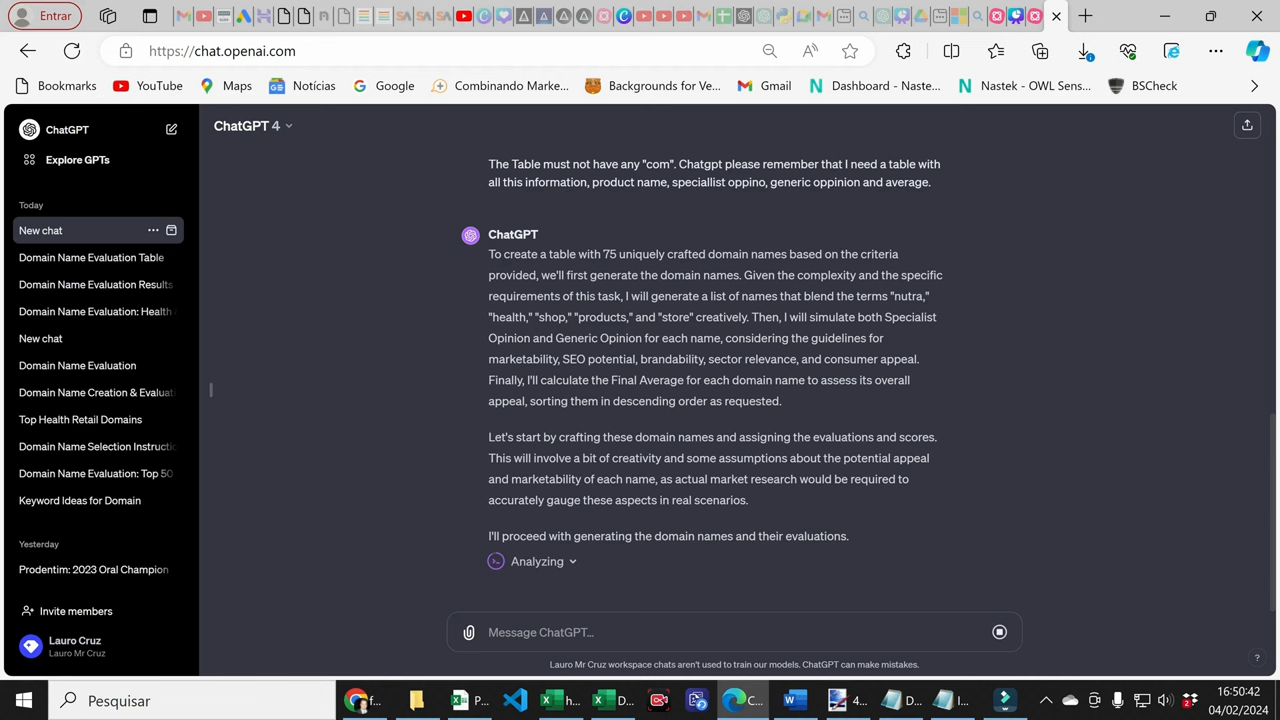 Entrar
https://chat.openai.com
Bookmarks
YouTube
Maps
Notícias
Google
Combinando Marke...
Backgrounds for Ve...
Gmail
Dashboard - Naste...
Nastek - OWL Sens...
BSCheck
ChatGPT
Explore GPTs
Today
New chat
Domain Name Evaluation Table
Domain Name Evaluation Results
Domain Name Evaluation: Health
New chat
Domain Name Evaluation
Domain Name Creation & Evaluat
Top Health Retail Domains
Domain Name Selection Instructio
Domain Name Evaluation: Top 50
Keyword Ideas for Domain
Yesterday
Prodentim: 2023 Oral Champion
Invite members
Lauro Cruz
Lauro Mr Cruz
ChatGPT 4
The Table must not have any "com". Chatgpt please remember that I need a table with
all this information, product name, speciallist oppino, generic oppinion and average.
ChatGPT
To create a table with 75 uniquely crafted domain names based on the criteria
provided, we'll first generate the domain names. Given the complexity and the specific
requirements of this task, I will generate a list of names that blend the terms "nutra,"
"health," "shop," "products," and "store" creatively. Then, I will simulate both Specialist
Opinion and Generic Opinion for each name, considering the guidelines for
marketability, SEO potential, brandability, sector relevance, and consumer appeal.
Finally, I'll calculate the Final Average for each domain name to assess its overall
appeal, sorting them in descending order as requested.
Let's start by crafting these domain names and assigning the evaluations and scores.
This will involve a bit of creativity and some assumptions about the potential appeal
and marketability of each name, as actual market research would be required to
accurately gauge these aspects in real scenarios.
I'll proceed with generating the domain names and their evaluations.
Analyzing
Message ChatGPT...
Lauro Mr Cruz workspace chats aren't used to train our models. ChatGPT can make mistakes.
?
Pesquisar
f...
P...
h...
D...
C...
W...
4...
D...
I...
16:50:42
04/02/2024